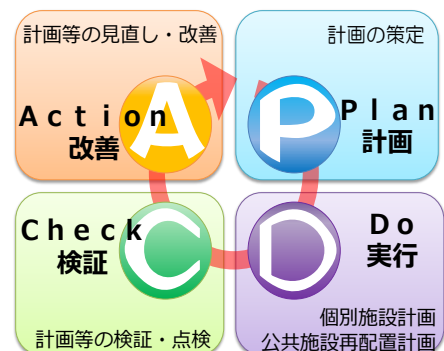 計画等の見直し・改善
A
Action
改善
計画の策定
P
Plan
計画
Check
検証
C
計画等の検証・点検
D
Do
実行
個別施設計画
公共施設再配置計画